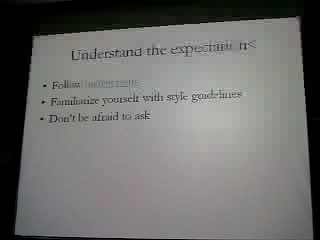 Understand the expectations
• Follow
• Familiarize yourself with style guidelines
• Don't be afraid to ask